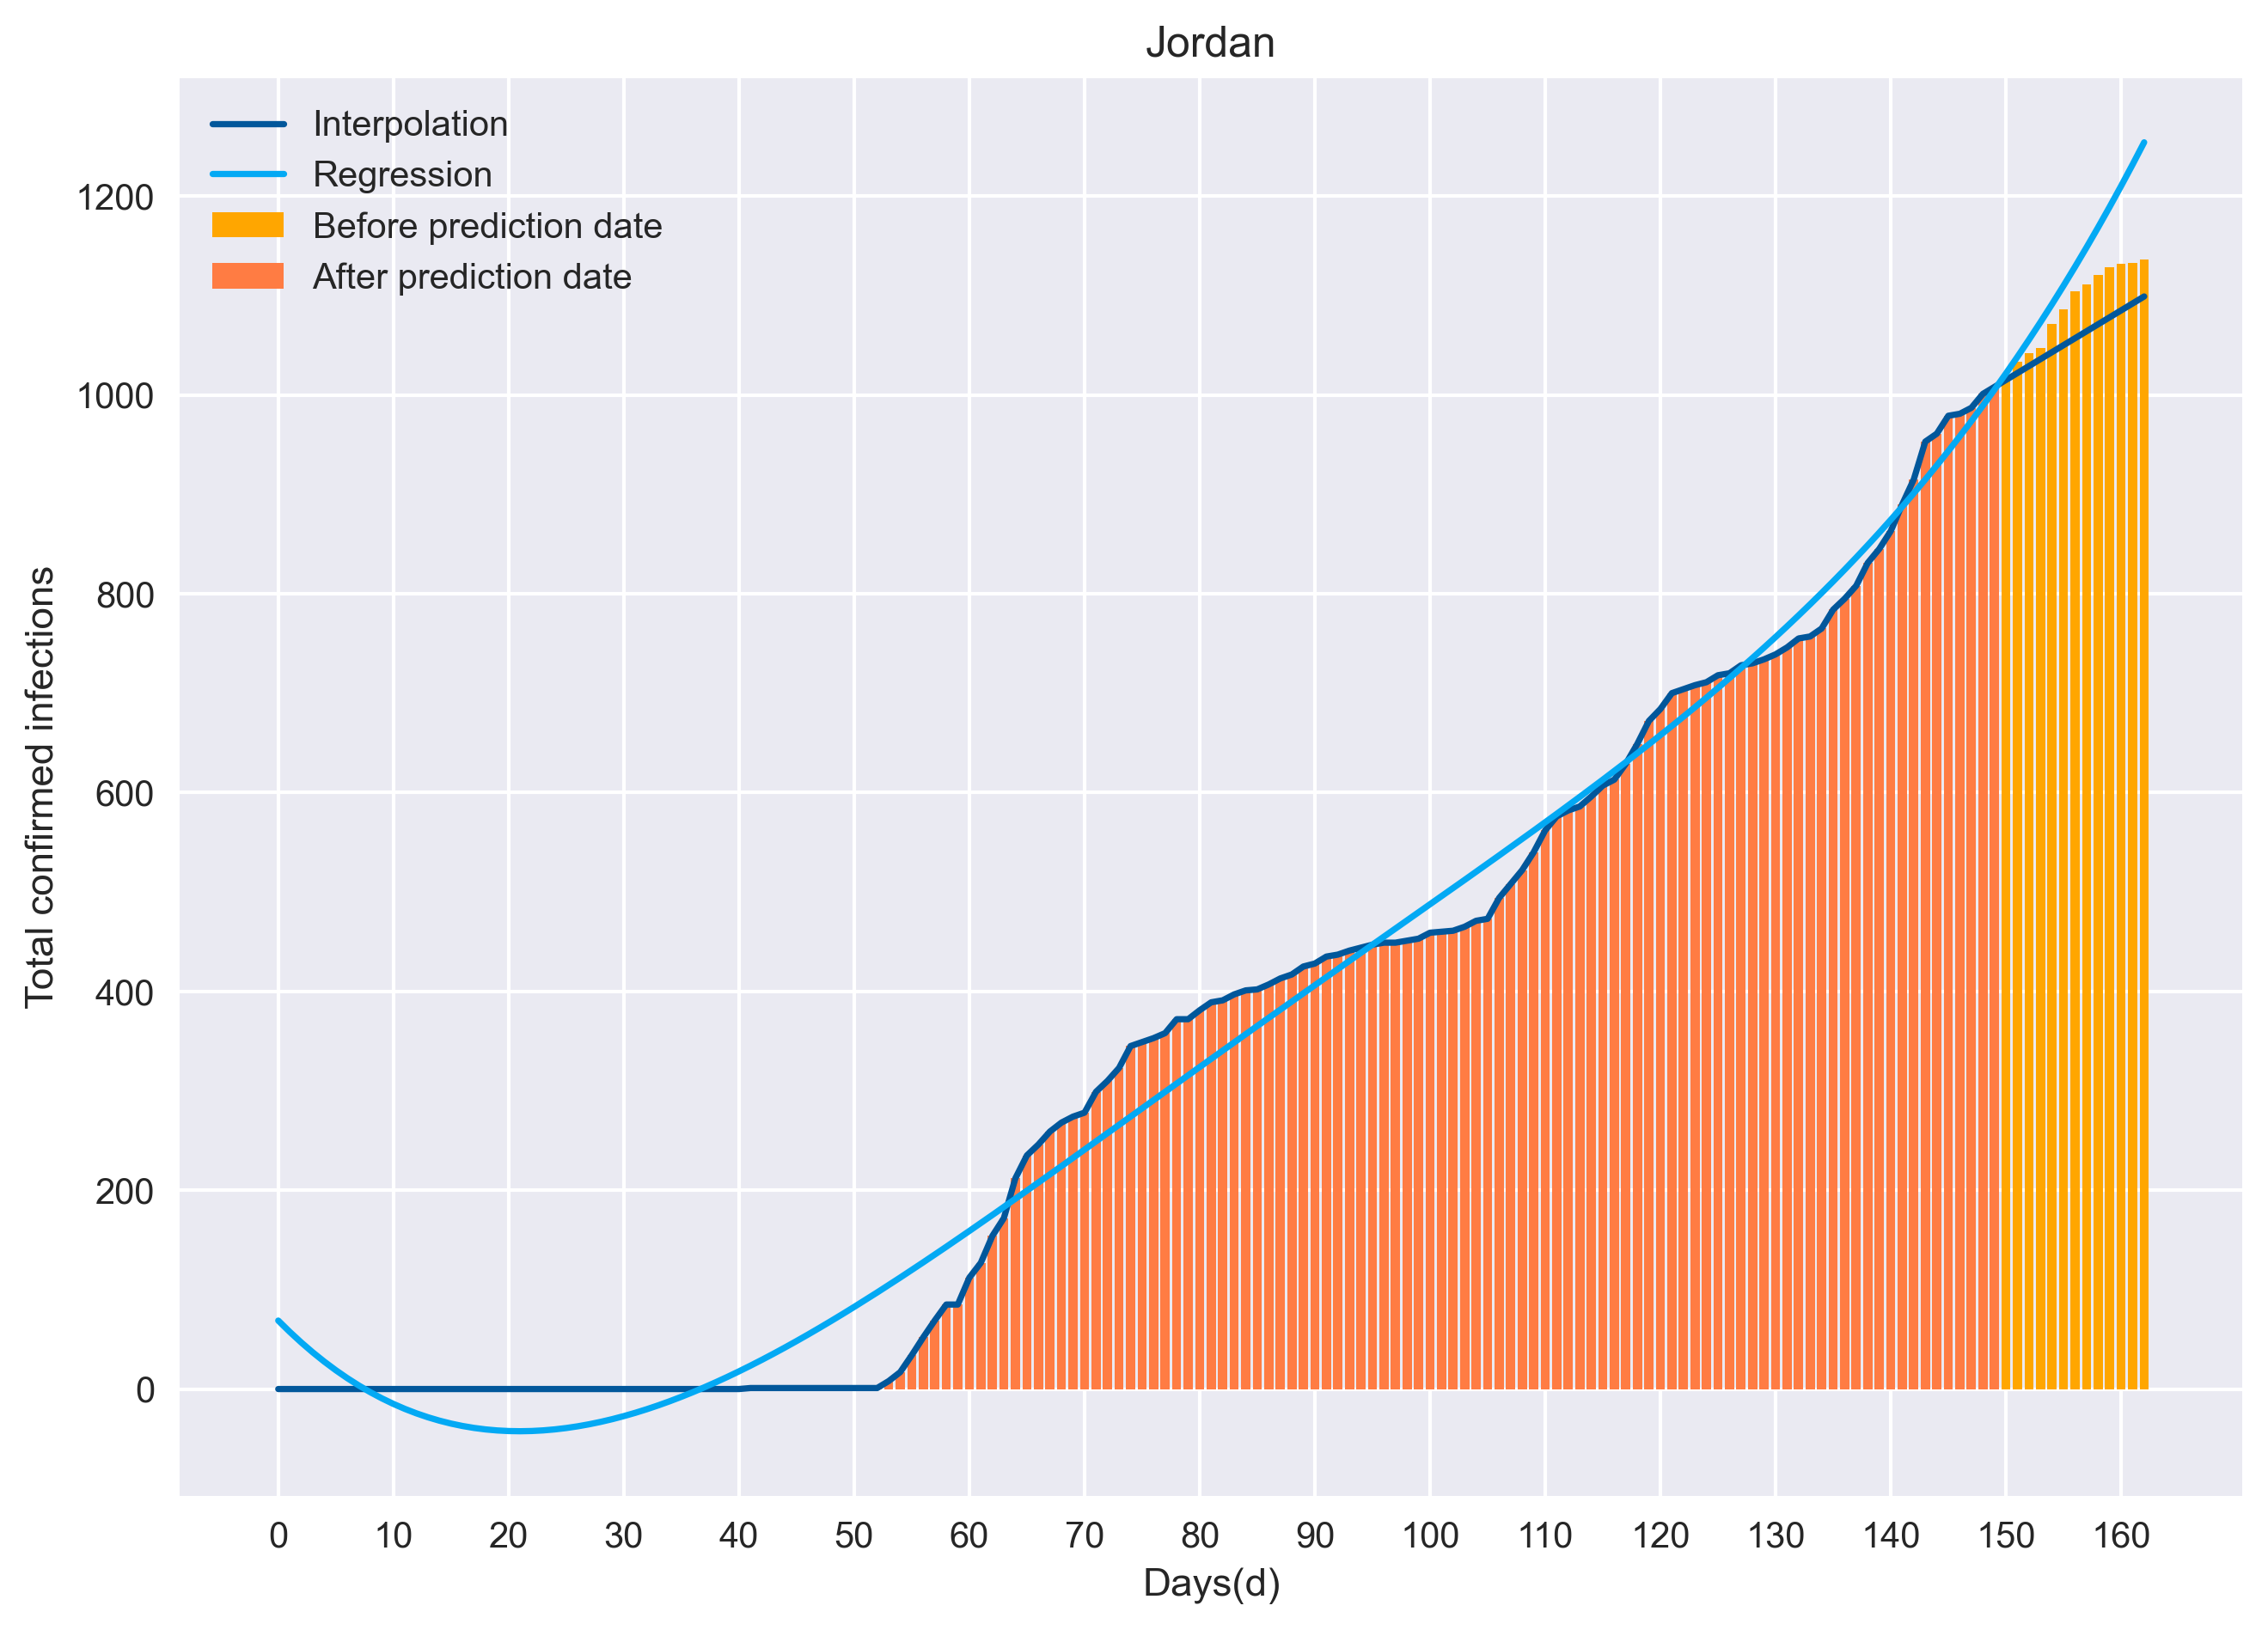 Jordan
Interpolation
Regression
Before prediction date
After prediction date
1200
1000
800
600
400
200
0
Total confirmed infections
0 10 20 30 40 50 60 70 80 90 100 110 120 130 140 150 160
Days(d)